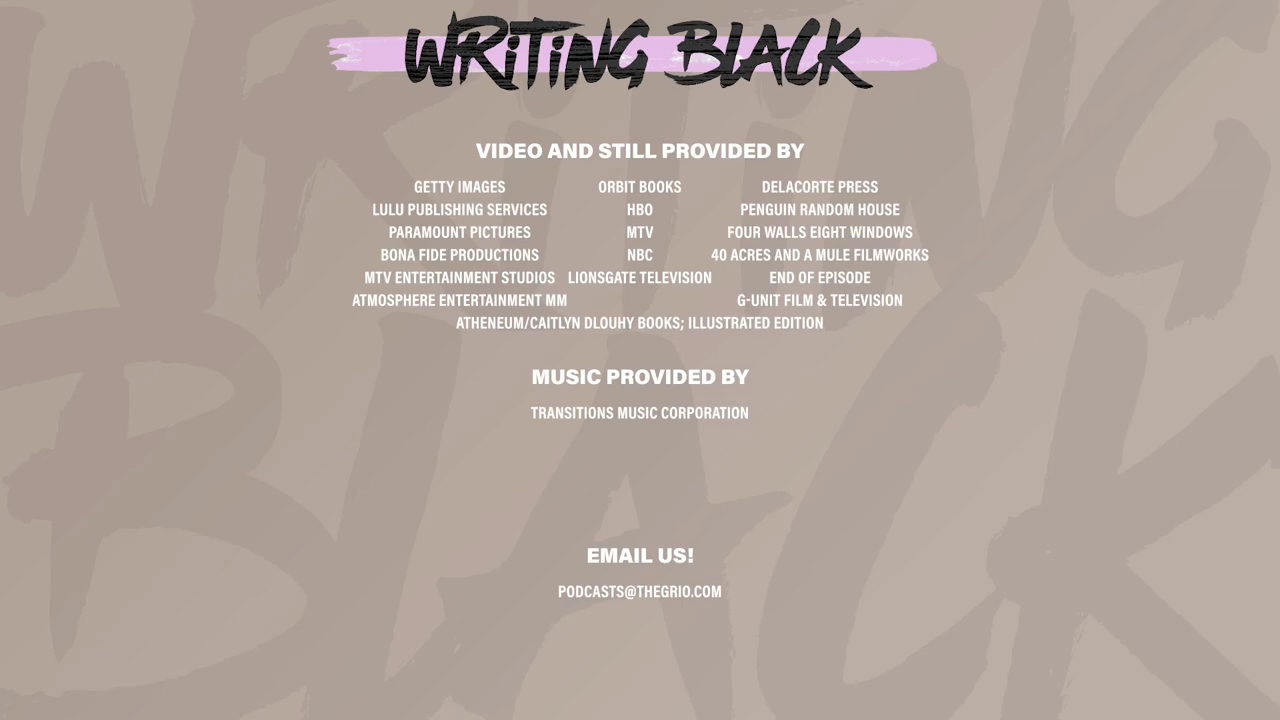 WRiTiNG BLACK
VIDEO AND STILL PROVIDED BY
GETTY IMAGES ORBIT BOOKS DELACORTE PRESS
LULU PUBLISHING SERVICES HBO PENGUIN RANDOM HOUSE
PARAMOUNT PICTURES MTV FOUR WALLS EIGHT WINDOWS
BONA FIDE PRODUCTIONS NBC 40 ACRES AND A MULE FILMWORKS
MTV ENTERTAINMENT STUDIOS LIONSGATE TELEVISION END OF EPISODE
ATMOSPHERE ENTERTAINMENT MM G-UNIT FILM & TELEVISION
ATHENEUM/CAITLYN DLOUHY BOOKS; ILLUSTRATED EDITION
MUSIC PROVIDED BY
TRANSITIONS MUSIC CORPORATION
EMAIL US!
PODCASTS@THEGRIO.COM
WRiTiNG
BLACK